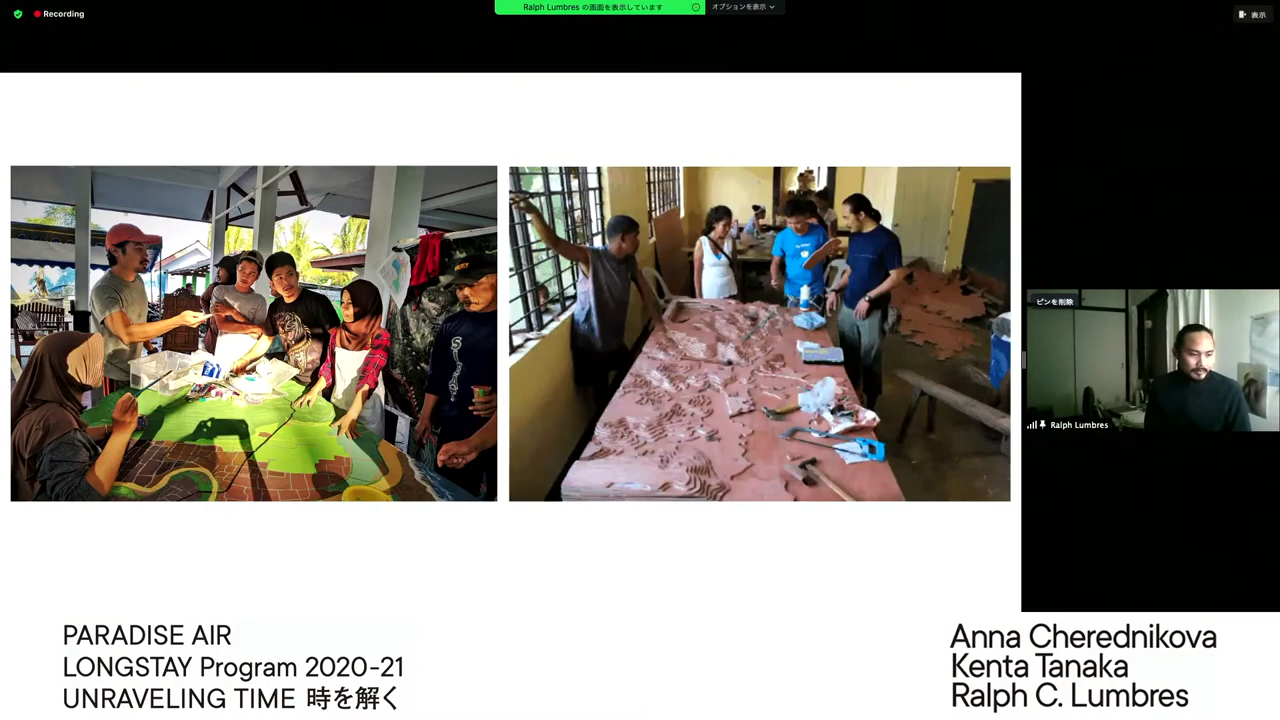 Recording
Ralph Lumbres の画面を表示しています
オプションを表示
表示
ピンを削除
Ralph Lumbres
SILAT
PARADISE AIR
LONGSTAY Program 2020-21
UNRAVELING TIME 時を解く
Anna Cherednikova
Kenta Tanaka
Ralph C. Lumbres